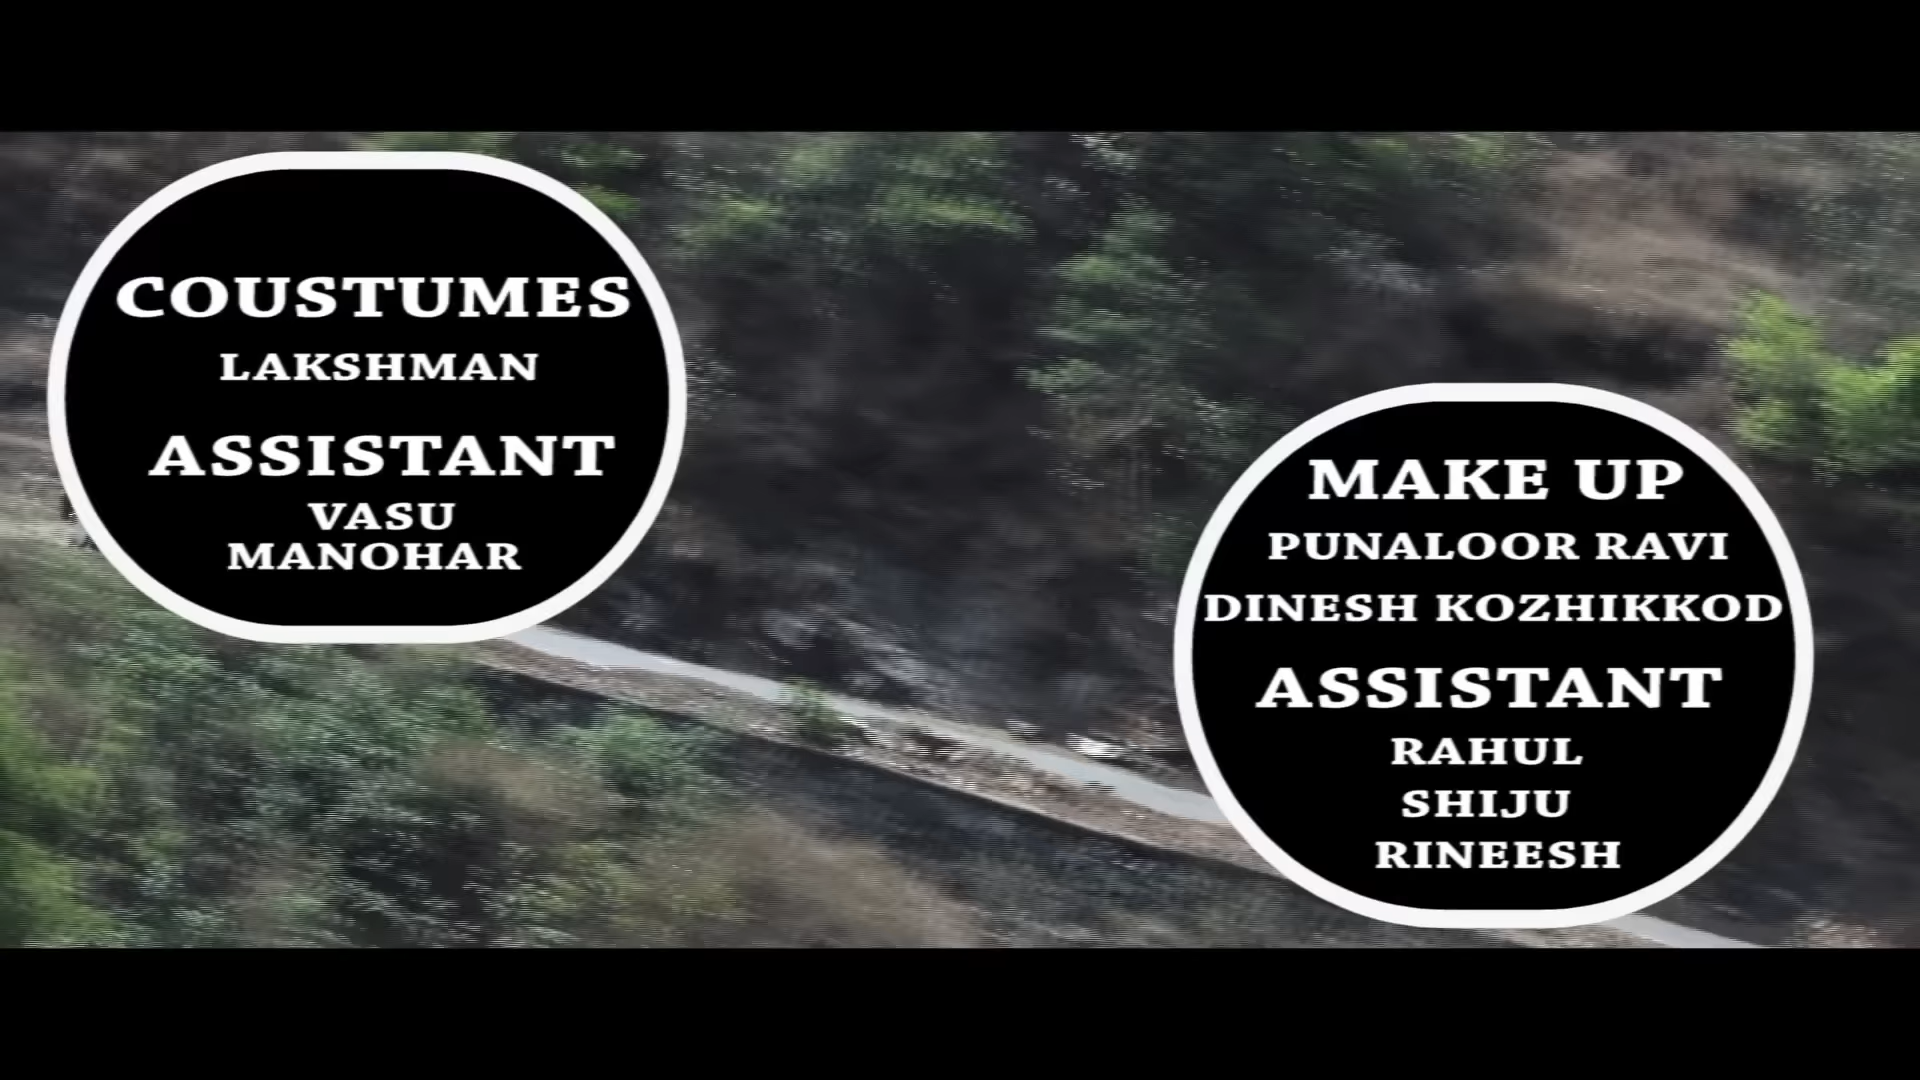 COUSTUMES
LAKSHMAN
ASSISTANT
VASU
MANOHAR
MAKE UP
PUNALOOR RAVI
DINESH KOZHIKKOD
ASSISTANT
RAHUL
SHIJU
RINEESH